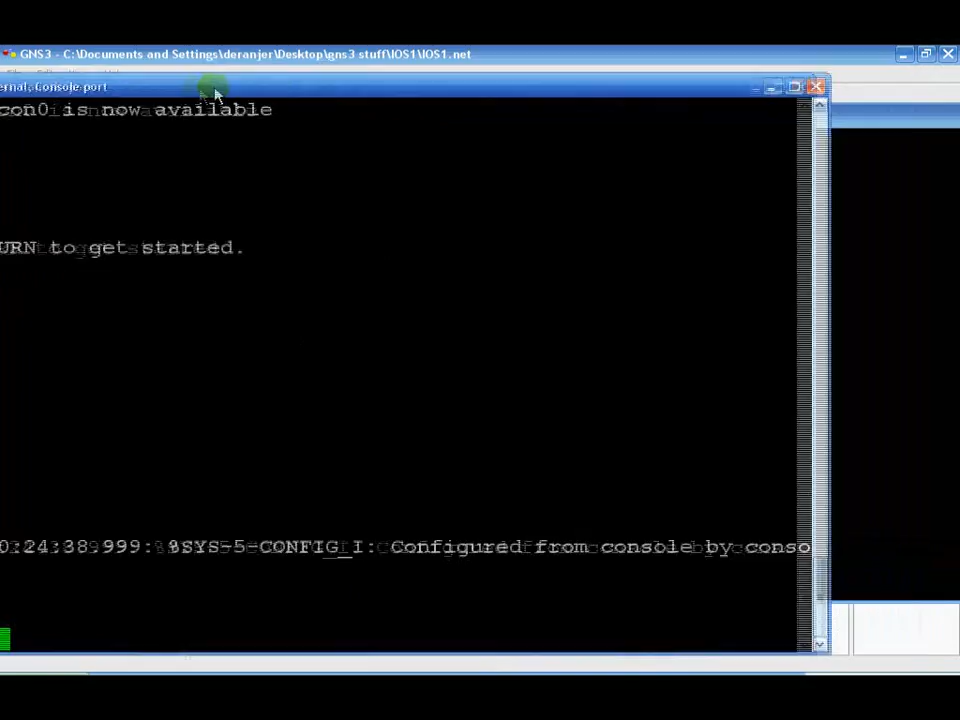 GNS3 - C:\Documents and Settings\deranjer\Desktop\gns3 stuff\IOS1\IOS1.net
ernal, Console port
con0 is now available
URN to get started.
0:24:38.999: %SYS-5-CONFIG_I: Configured from console by conso